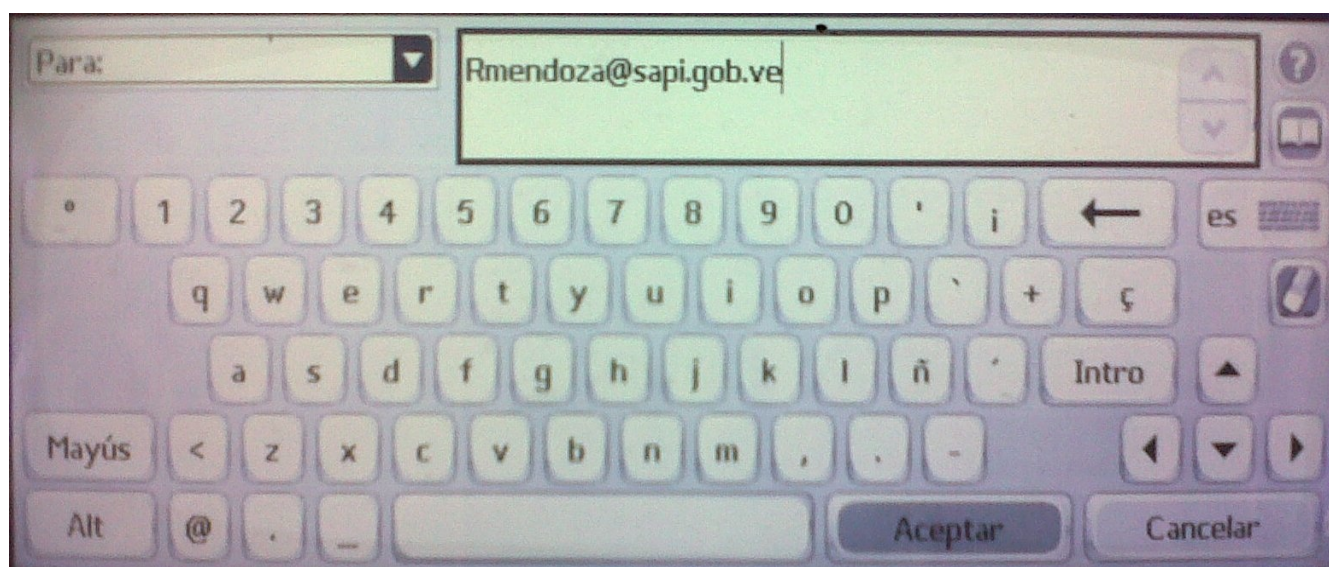 Para:
Rmendoza@sapi.gob.ve
º 1 2 3 4 5 6 7 8 9 0 ' ¡ es
q w e r t y u i o p ` + ç
a s d f g h j k l ñ ´ Intro
Mayús < z x c v b n m , . -
Alt @ . _ Aceptar Cancelar